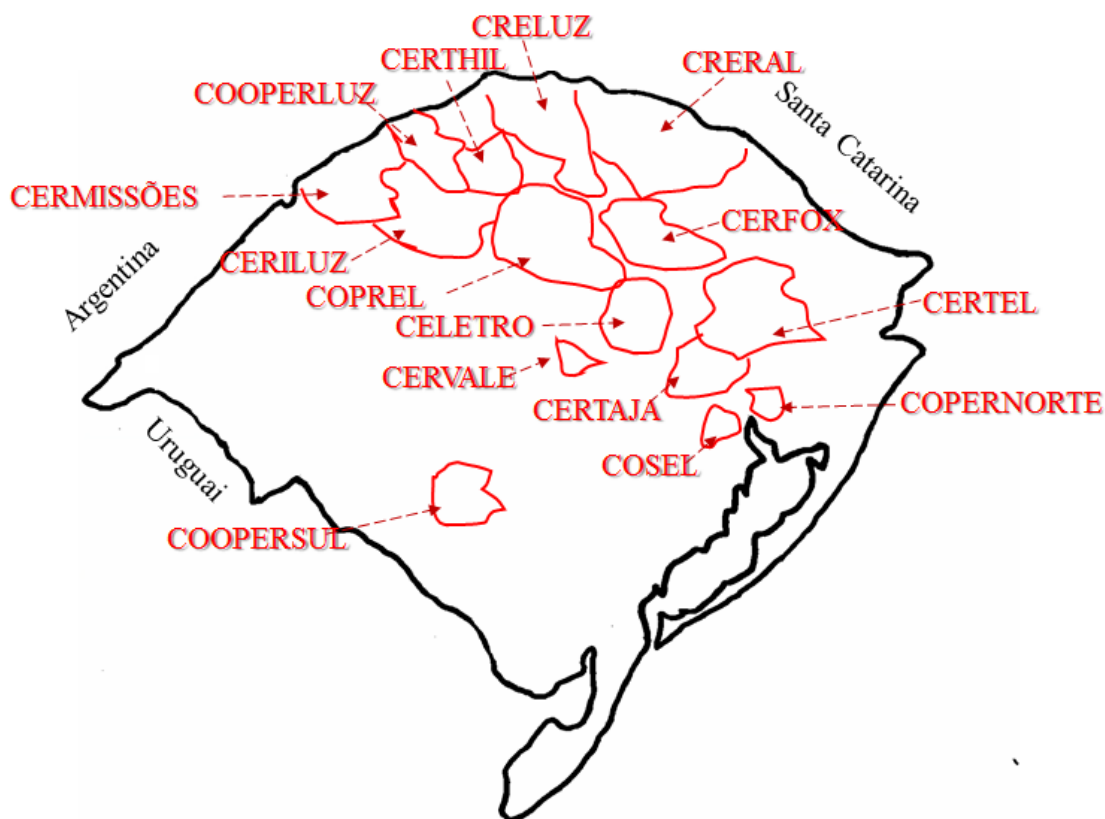 CRELUZ
CERTHIL
CRERAL
COOPERLUZ
Santa Catarina
CERMISSÕES
CERFOX
CERILUZ
Argentina
COPREL
CERTEL
CELETRO
CERVALE
CERTAJA
COPERNORTE
Uruguai
COSEL
COOPERSUL